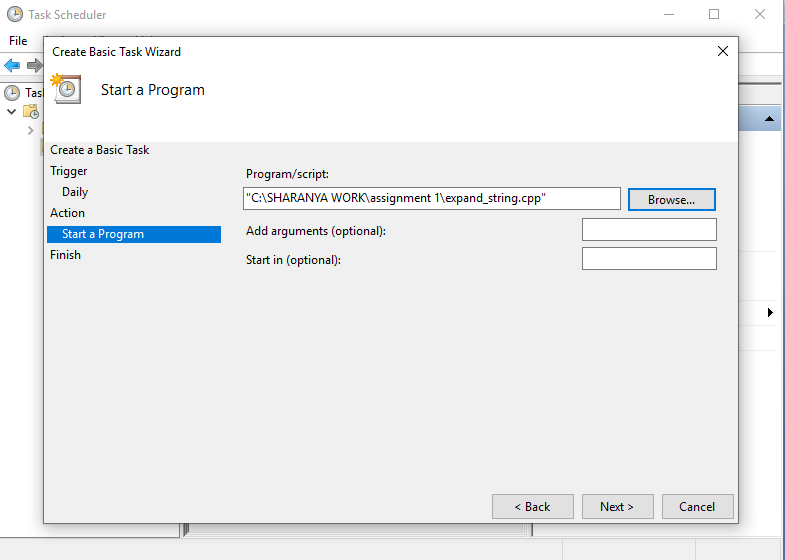 Task Scheduler
File
Create Basic Task Wizard
Start a Program
Create a Basic Task
Trigger
Daily
Action
Start a Program
Finish
Program/script:
"C:\SHARANYA WORK\assignment 1\expand_string.cpp"
Browse...
Add arguments (optional):
Start in (optional):
< Back
Next >
Cancel